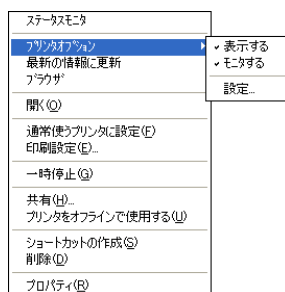 ステータスモニタ
プリンタオプション
表示する
モニタする
設定...
最新の情報に更新
ブラウザ
開く(O)
通常使うプリンタに設定(F)
印刷設定(E)...
一時停止(G)
共有(H)...
プリンタをオフラインで使用する(U)
ショートカットの作成(S)
削除(D)
プロパティ(R)